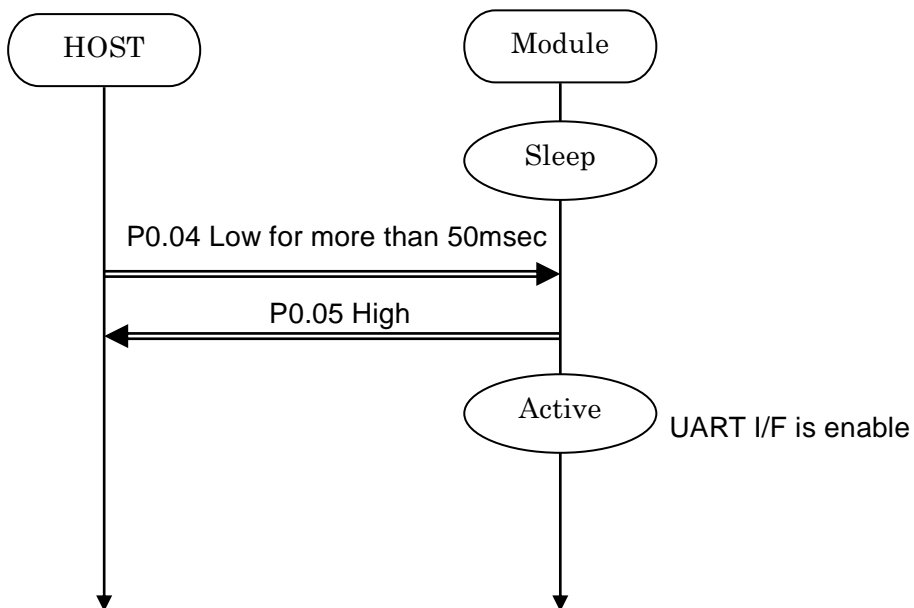 HOST
Module
Sleep
P0.04 Low for more than 50msec
P0.05 High
Active
UART I/F is enable